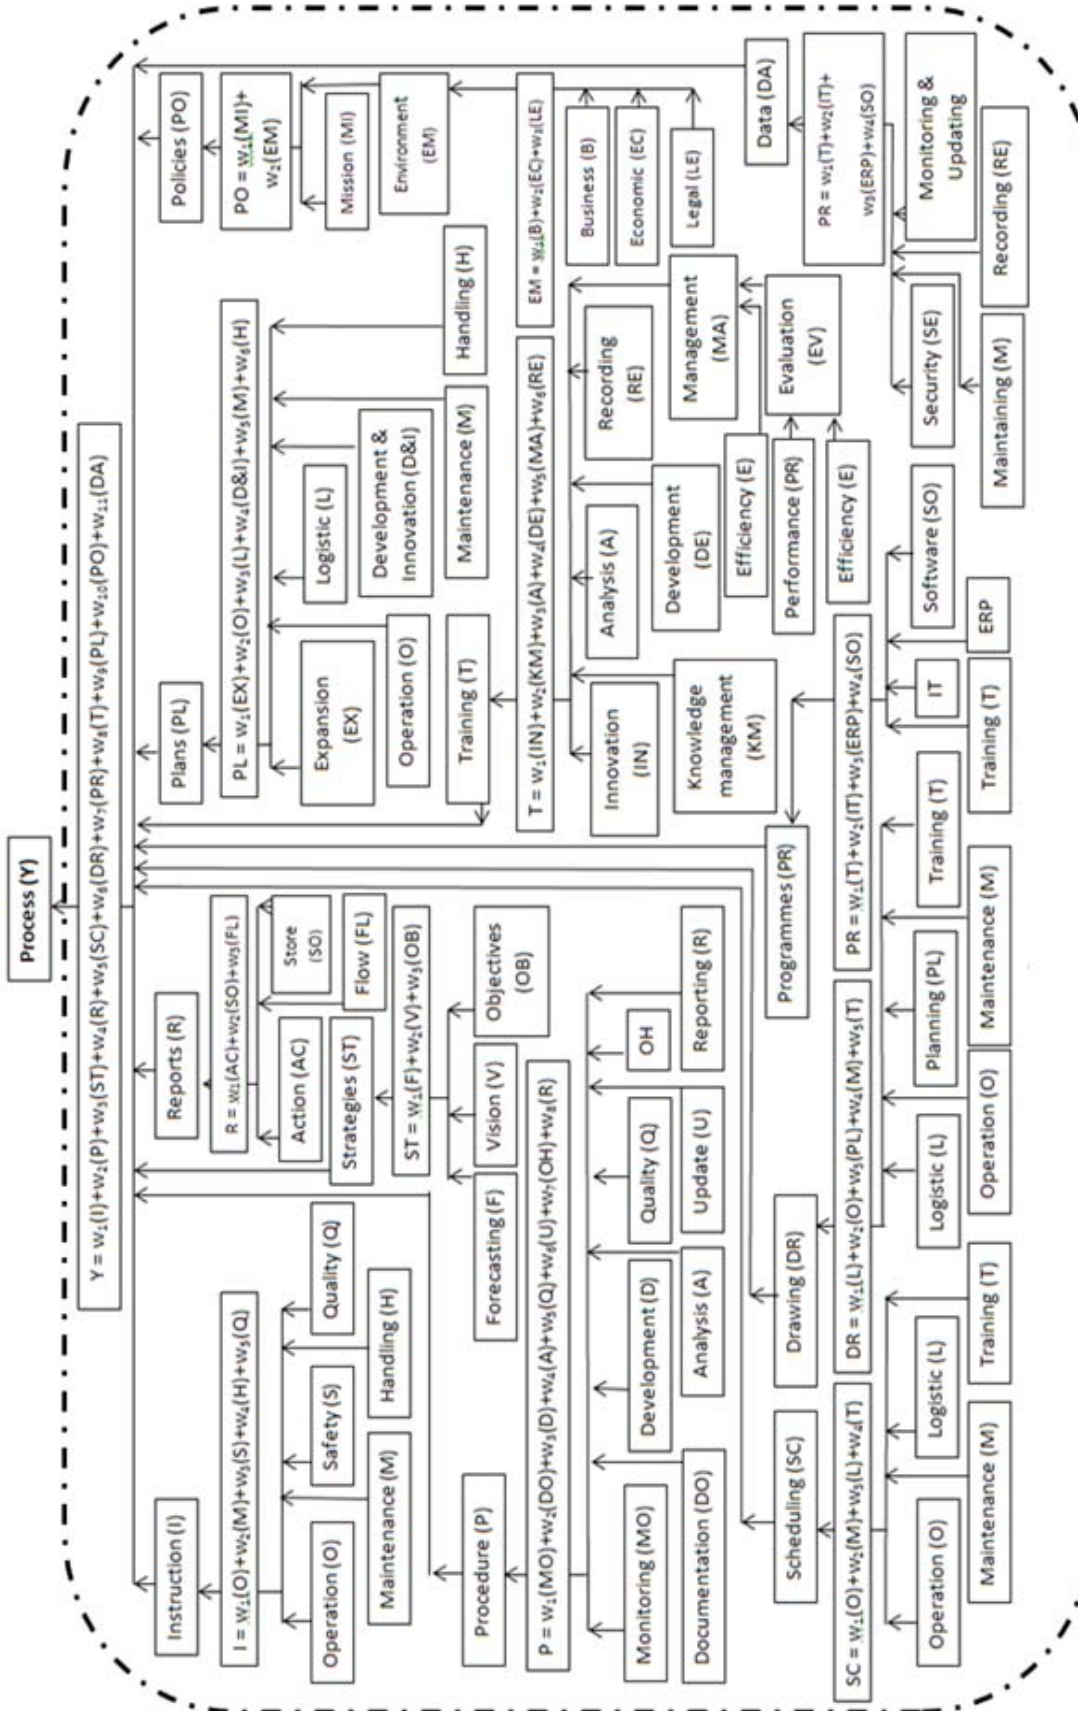 Process (Y)
Y = w₁(I)+w₂(P)+w₃(ST)+w₄(R)+w₅(SC)+w₆(DR)+w₇(PR)+w₈(T)+w₉(PL)+w₁₀(PO)+w₁₁(DA)
Instruction (I)
I = w₁(O)+w₂(M)+w₃(S)+w₄(H)+w₅(Q)
Operation (O)
Safety (S)
Quality (Q)
Maintenance (M)
Handling (H)
Reports (R)
R = w₁(AC)+w₂(SO)+w₃(FL)
Action (AC)
Store
(SO)
Flow (FL)
Strategies (ST)
ST = w₁(F)+w₂(V)+w₃(OB)
Forecasting (F)
Vision (V)
Objectives
(OB)
Plans (PL)
PL = w₁(EX)+w₂(O)+w₃(L)+w₄(D&I)+w₅(M)+w₆(H)
Expansion
(EX)
Logistic (L)
Operation (O)
Development &
Innovation (D&I)
Maintenance (M)
Handling (H)
Policies (PO)
PO = w₁(MI)+
w₂(EM)
Mission (MI)
Environment
(EM)
EM = w₁(B)+w₂(EC)+w₃(LE)
Business (B)
Economic (EC)
Legal (LE)
Procedure (P)
P = w₁(MO)+w₂(DO)+w₃(D)+w₄(A)+w₅(Q)+w₆(U)+w₇(OH)+w₈(R)
Monitoring (MO)
Development (D)
Quality (Q)
OH
Documentation (DO)
Analysis (A)
Update (U)
Reporting (R)
Training (T)
T = w₁(IN)+w₂(KM)+w₃(A)+w₄(DE)+w₅(MA)+w₆(RE)
Innovation
(IN)
Analysis (A)
Recording
(RE)
Knowledge
management
(KM)
Development
(DE)
Management
(MA)
Efficiency (E)
Performance (PR)
Efficiency (E)
Evaluation
(EV)
Scheduling (SC)
SC = w₁(O)+w₂(M)+w₃(L)+w₄(T)
Operation (O)
Logistic (L)
Maintenance (M)
Training (T)
Drawing (DR)
DR = w₁(L)+w₂(O)+w₃(PL)+w₄(M)+w₅(T)
Logistic (L)
Planning (PL)
Training (T)
Operation (O)
Maintenance (M)
Programmes (PR)
PR = w₁(T)+w₂(IT)+w₃(ERP)+w₄(SO)
IT
Software (SO)
Training (T)
ERP
Data (DA)
PR = w₁(T)+w₂(IT)+
w₃(ERP)+w₄(SO)
Security (SE)
Monitoring &
Updating
Maintaining (M)
Recording (RE)